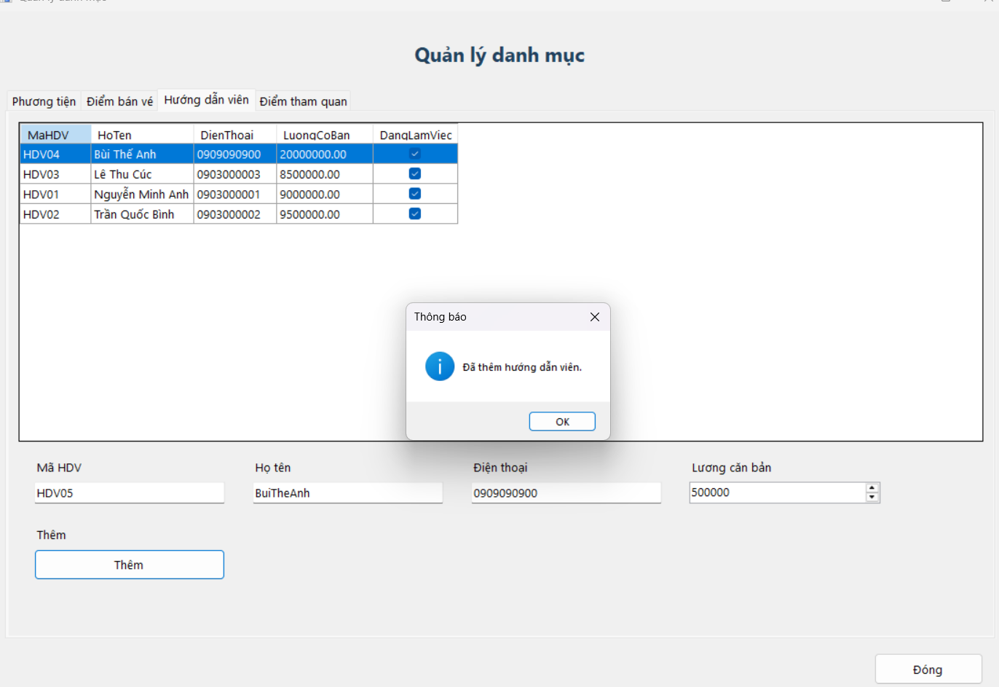 Quản lý danh mục
Phương tiện Điểm bán vé Hướng dẫn viên Điểm tham quan
MaHDV HoTen DienThoai LuongCoBan DangLamViec
HDV04 Bùi Thế Anh 0909090900 20000000.00
HDV03 Lê Thu Cúc 0903000003 8500000.00
HDV01 Nguyễn Minh Anh 0903000001 9000000.00
HDV02 Trần Quốc Bình 0903000002 9500000.00
Thông báo
Đã thêm hướng dẫn viên.
OK
Mã HDV Họ tên Điện thoại Lương căn bản
HDV05 BuiTheAnh 0909090900 500000
Thêm
Thêm
Đóng